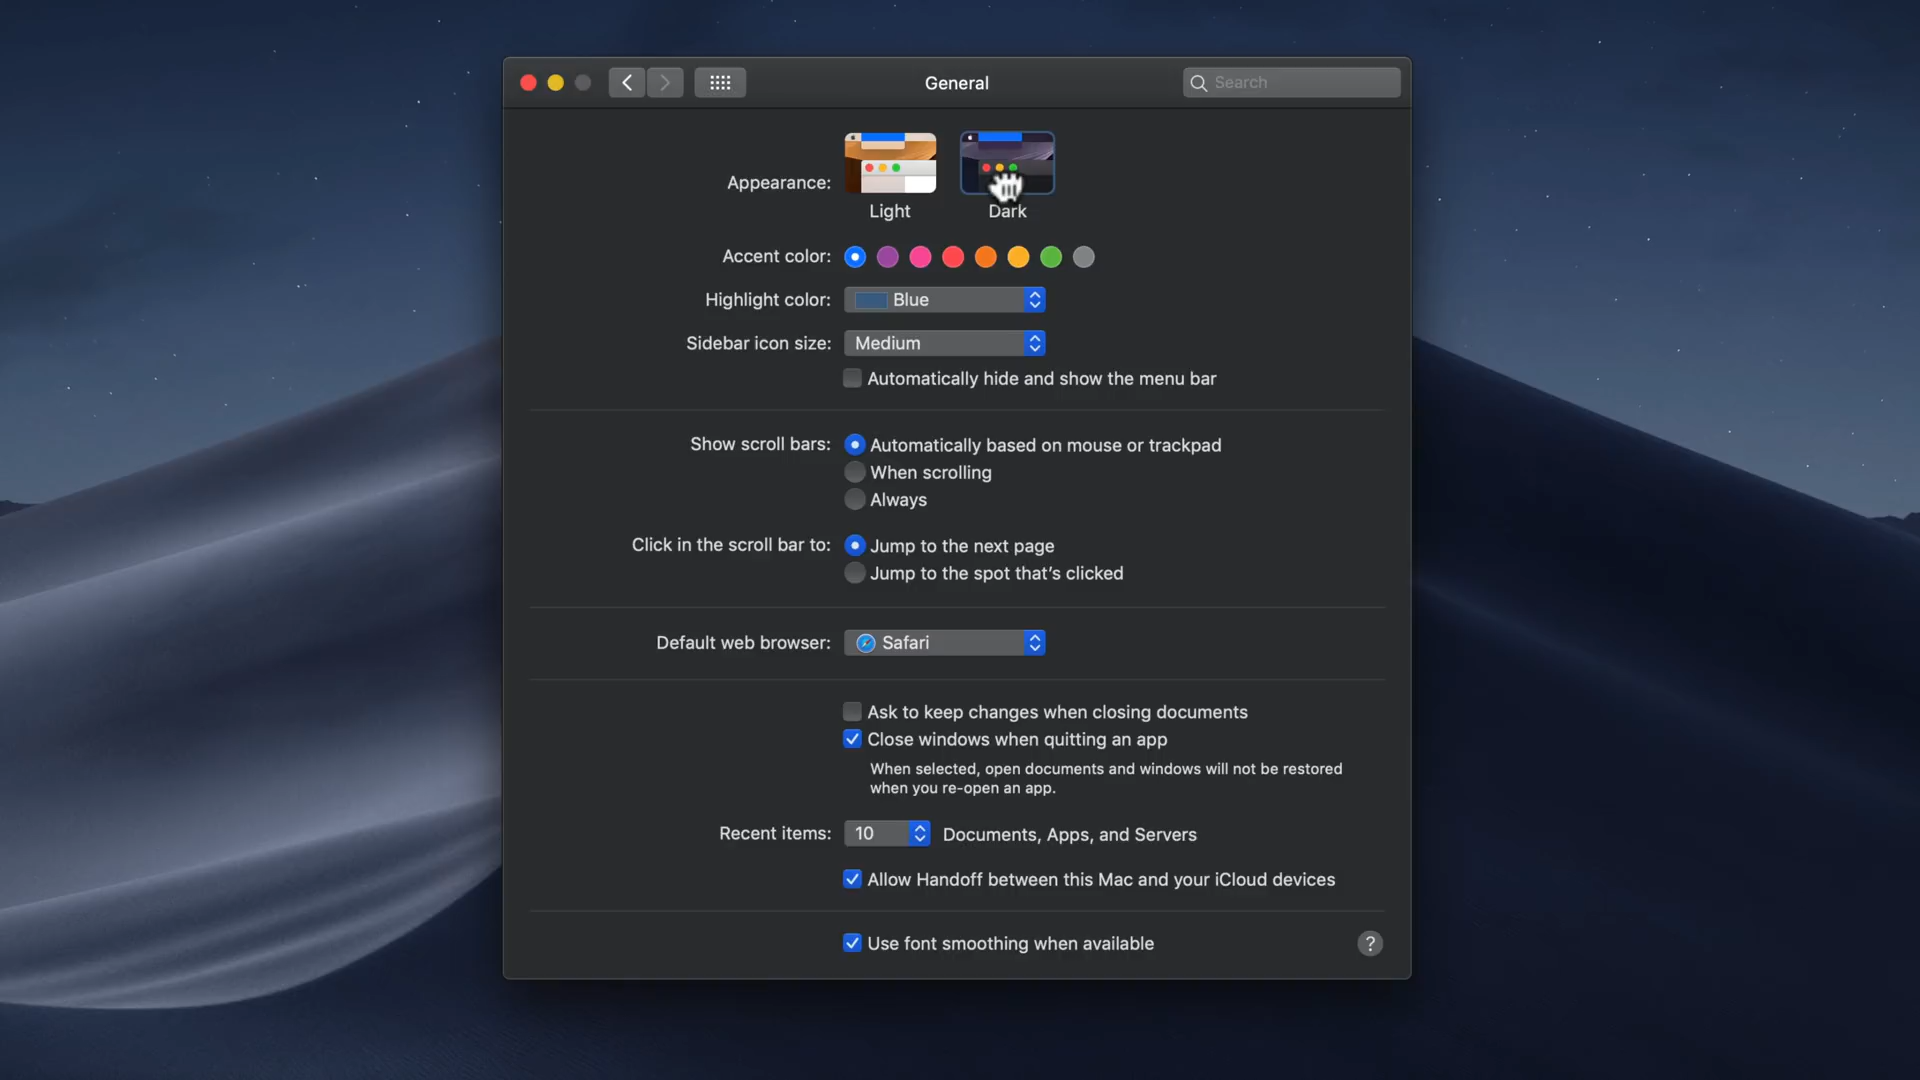 General
Search
Appearance:
Light
Dark
Accent color:
Highlight color:
Blue
Sidebar icon size:
Medium
Automatically hide and show the menu bar
Show scroll bars:
Automatically based on mouse or trackpad
When scrolling
Always
Click in the scroll bar to:
Jump to the next page
Jump to the spot that's clicked
Default web browser:
Safari
Ask to keep changes when closing documents
Close windows when quitting an app
When selected, open documents and windows will not be restored
when you re-open an app.
Recent items:
10
Documents, Apps, and Servers
Allow Handoff between this Mac and your iCloud devices
Use font smoothing when available
?